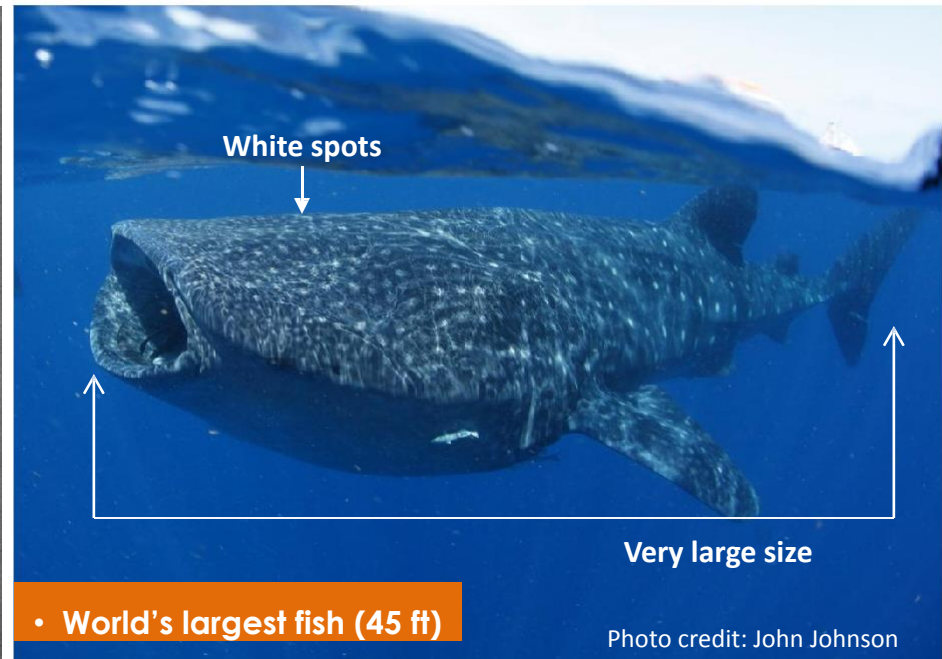 White spots
Very large size
• World’s largest fish (45 ft)
Photo credit: John Johnson